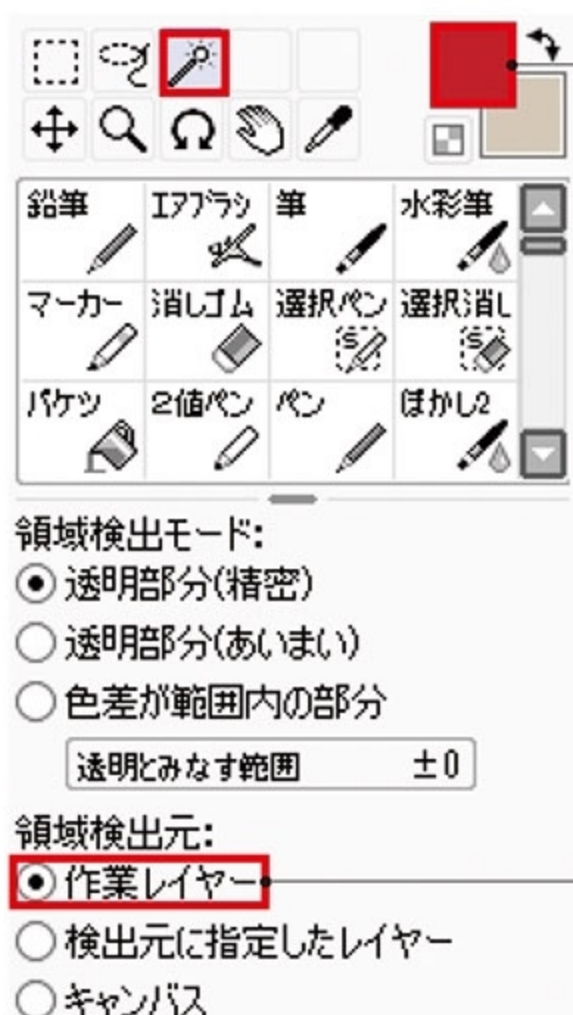 鉛筆 エアブラシ 筆 水彩筆
マーカー 消しゴム 選択ペン 選択消し
バケツ 2値ペン ペン ぼかし2
領域検出モード:
透明部分(精密)
透明部分(あいまい)
色差が範囲内の部分
透明とみなす範囲 ±0
領域検出元:
作業レイヤー
検出元に指定したレイヤー
キャンバス